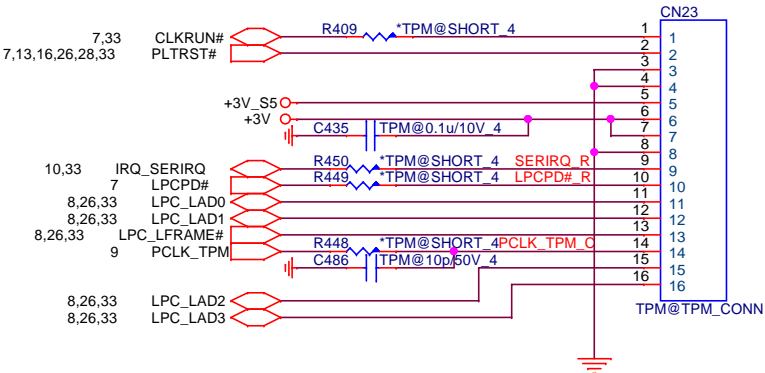 CN23
7,33 CLKRUN# R409 *TPM@SHORT_4 1 1
7,13,16,26,28,33 PLTRST# 2 2
3 3
4 4
+3V_S5 5 5
+3V 6 6
C435 TPM@0.1u/10V_4 7 7
8 8
10,33 IRQ_SERIRQ R450 *TPM@SHORT_4 SERIRQ_R 9 9
7 LPCPD# R449 *TPM@SHORT_4 LPCPD#_R 10 10
8,26,33 LPC_LAD0 11 11
8,26,33 LPC_LAD1 12 12
8,26,33 LPC_LFRAME# 13 13
9 PCLK_TPM R448 *TPM@SHORT_4 PCLK_TPM_C 14 14
C486 TPM@10p/50V_4 15 15
16 16
8,26,33 LPC_LAD2
TPM@TPM_CONN
8,26,33 LPC_LAD3